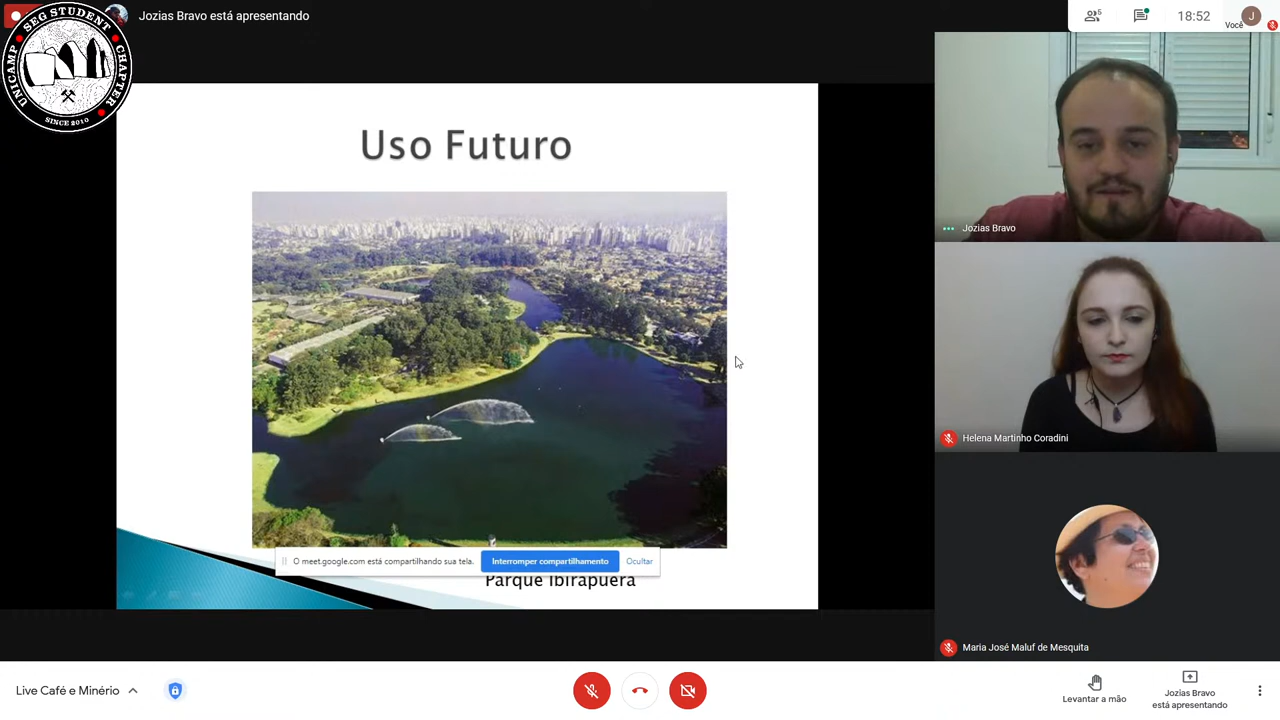 Jozias Bravo está apresentando
5
18:52
Você
J
SEG STUDENT
UNICAMP
CHAPTER
SINCE 2010
Uso Futuro
Jozias Bravo
Helena Martinho Coradini
O meet.google.com está compartilhando sua tela.
Interromper compartilhamento
Ocultar
Parque Ibirapuera
Maria José Maluf de Mesquita
Live Café e Minério
Levantar a mão
Jozias Bravo
está apresentando